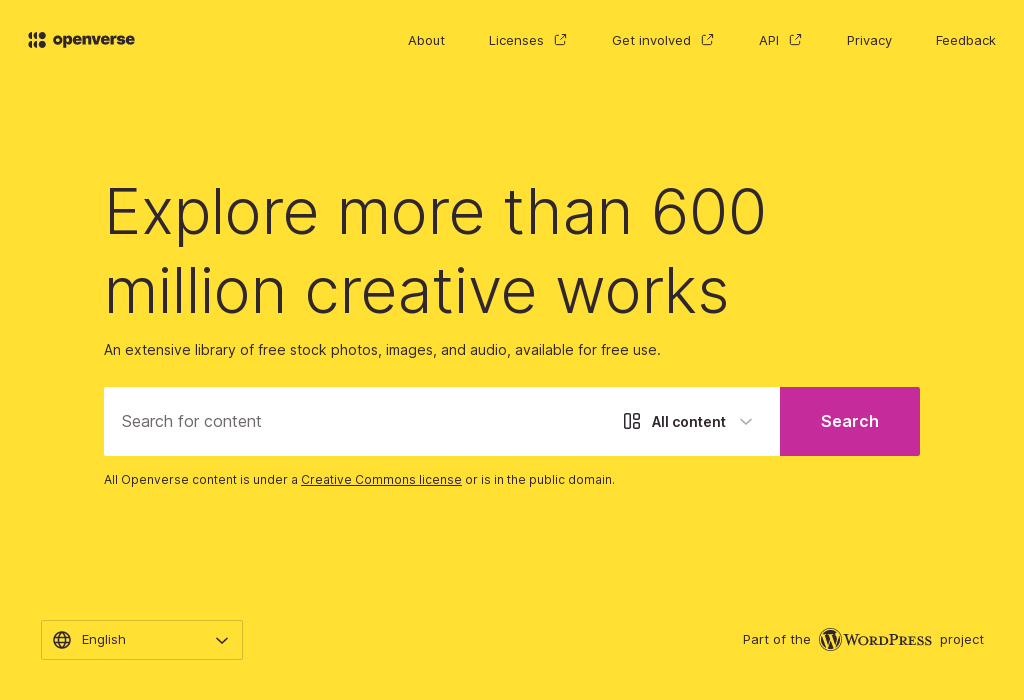 openverse
About Licenses Get involved API Privacy Feedback
Explore more than 600
million creative works
An extensive library of free stock photos, images, and audio, available for free use.
Search for content All content Search
All Openverse content is under a Creative Commons license or is in the public domain.
English Part of the WordPress project